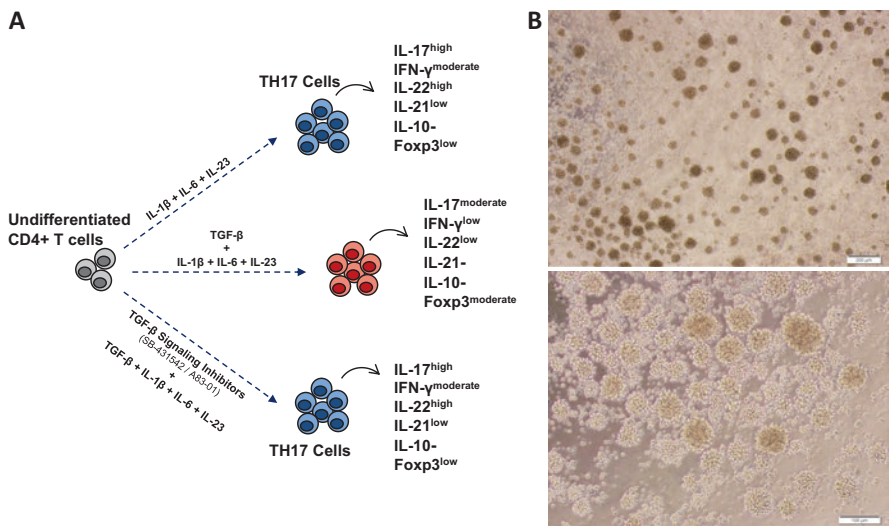 A
B
TH17 Cells
IL-17high
IFN-γmoderate
IL-22high
IL-21low
IL-10-
Foxp3low
IL-1β + IL-6 + IL-23
Undifferentiated
CD4+ T cells
TGF-β
+
IL-1β + IL-6 + IL-23
IL-17moderate
IFN-γlow
IL-22low
IL-21-
IL-10-
Foxp3moderate
TGF-β Signaling Inhibitors
(SB-431542 / A83-01)
+
TGF-β + IL-1β + IL-6 + IL-23
TH17 Cells
IL-17high
IFN-γmoderate
IL-22high
IL-21low
IL-10-
Foxp3low